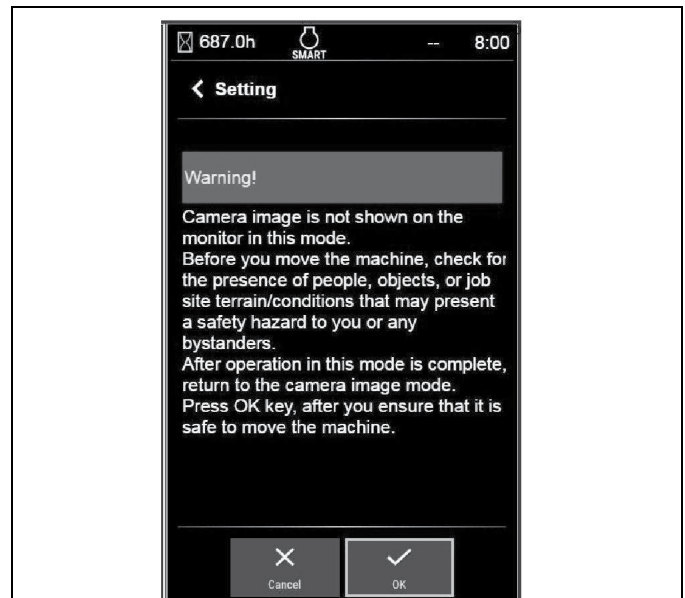 687.0h SMART -- 8:00
Setting
Warning!
Camera image is not shown on the
monitor in this mode.
Before you move the machine, check for
the presence of people, objects, or job
site terrain/conditions that may present
a safety hazard to you or any
bystanders.
After operation in this mode is complete,
return to the camera image mode.
Press OK key, after you ensure that it is
safe to move the machine.
Cancel OK